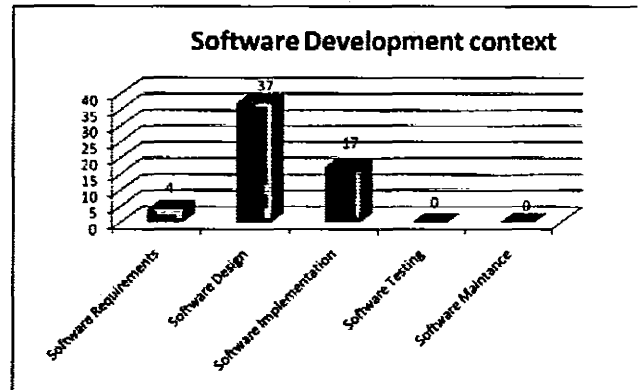 Software Development context
40
35
30
25
20
15
10
5
0
4
37
17
0
0
Software Requirements
Software Design
Software Implementation
Software Testing
Software Maintance